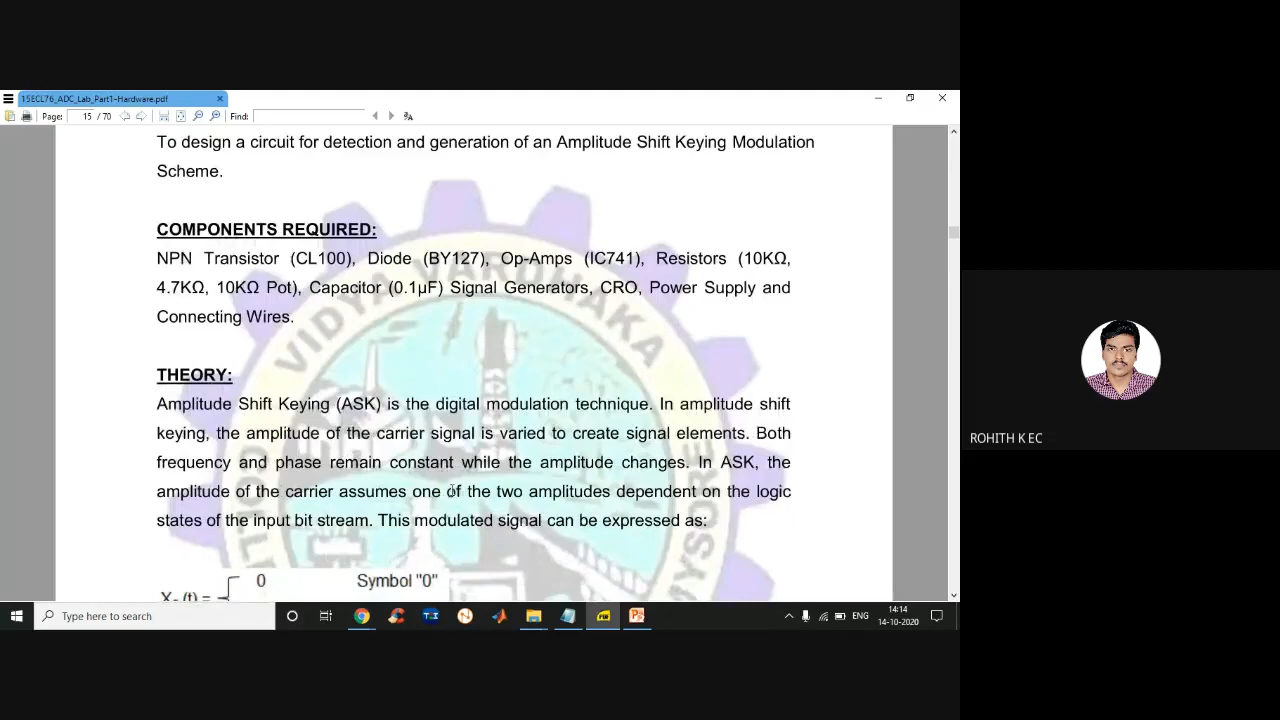 15ECL76_ADC_Lab_Part1-Hardware.pdf
Page: 15 / 70 Find:
To design a circuit for detection and generation of an Amplitude Shift Keying Modulation
Scheme.
COMPONENTS REQUIRED:
NPN Transistor (CL100), Diode (BY127), Op-Amps (IC741), Resistors (10KΩ,
4.7KΩ, 10KΩ Pot), Capacitor (0.1µF) Signal Generators, CRO, Power Supply and
Connecting Wires.
THEORY:
Amplitude Shift Keying (ASK) is the digital modulation technique. In amplitude shift
keying, the amplitude of the carrier signal is varied to create signal elements. Both
frequency and phase remain constant while the amplitude changes. In ASK, the
amplitude of the carrier assumes one of the two amplitudes dependent on the logic
states of the input bit stream. This modulated signal can be expressed as:
0 Symbol "0"
VIDYA VARDHAKA
MYSORE
ROHITH K EC
Type here to search
ENG
14:14
14-10-2020